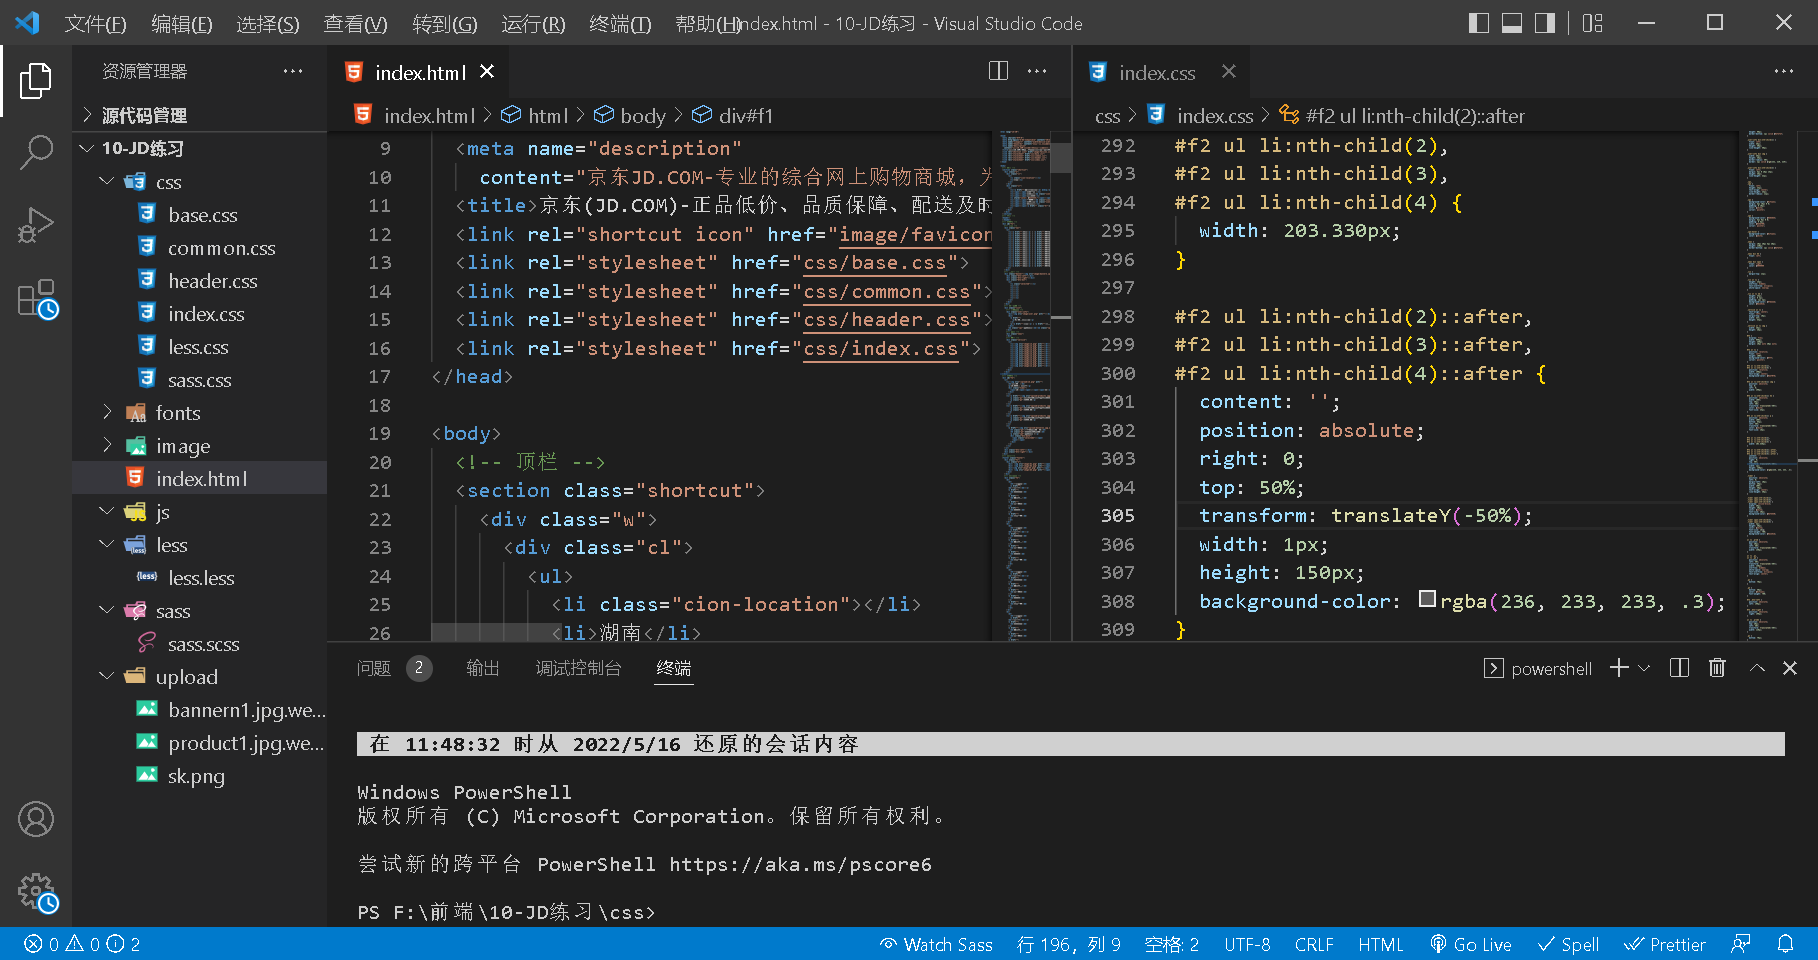 文件(F) 编辑(E) 选择(S) 查看(V) 转到(G) 运行(R) 终端(T) 帮助(H) index.html - 10-JD练习 - Visual Studio Code
资源管理器
源代码管理
10-JD练习
css
base.css
common.css
header.css
index.css
less.css
sass.css
fonts
image
index.html
js
less
less.less
sass
sass.scss
upload
bannern1.jpg.we...
product1.jpg.we...
sk.png
index.html
index.html > html > body > div#f1
9 <meta name="description"
10 content="京东JD.COM-专业的综合网上购物商城，为
11 <title>京东(JD.COM)-正品低价、品质保障、配送及时
12 <link rel="shortcut icon" href="image/favicon
13 <link rel="stylesheet" href="css/base.css">
14 <link rel="stylesheet" href="css/common.css">
15 <link rel="stylesheet" href="css/header.css">
16 <link rel="stylesheet" href="css/index.css">
17 </head>
18
19 <body>
20 <!-- 顶栏 -->
21 <section class="shortcut">
22 <div class="w">
23 <div class="cl">
24 <ul>
25 <li class="cion-location"></li>
26 <li>湖南</li>
index.css
css > index.css > #f2 ul li:nth-child(2)::after
292 #f2 ul li:nth-child(2),
293 #f2 ul li:nth-child(3),
294 #f2 ul li:nth-child(4) {
295 width: 203.330px;
296 }
297
298 #f2 ul li:nth-child(2)::after,
299 #f2 ul li:nth-child(3)::after,
300 #f2 ul li:nth-child(4)::after {
301 content: '';
302 position: absolute;
303 right: 0;
304 top: 50%;
305 transform: translateY(-50%);
306 width: 1px;
307 height: 150px;
308 background-color: rgba(236, 233, 233, .3);
309 }
问题 2 输出 调试控制台 终端 powershell
在 11:48:32 时从 2022/5/16 还原的会话内容
Windows PowerShell
版权所有 (C) Microsoft Corporation。保留所有权利。
尝试新的跨平台 PowerShell https://aka.ms/pscore6
PS F:\前端\10-JD练习\css>
0 0 2 Watch Sass 行 196，列 9 空格: 2 UTF-8 CRLF HTML Go Live Spell Prettier